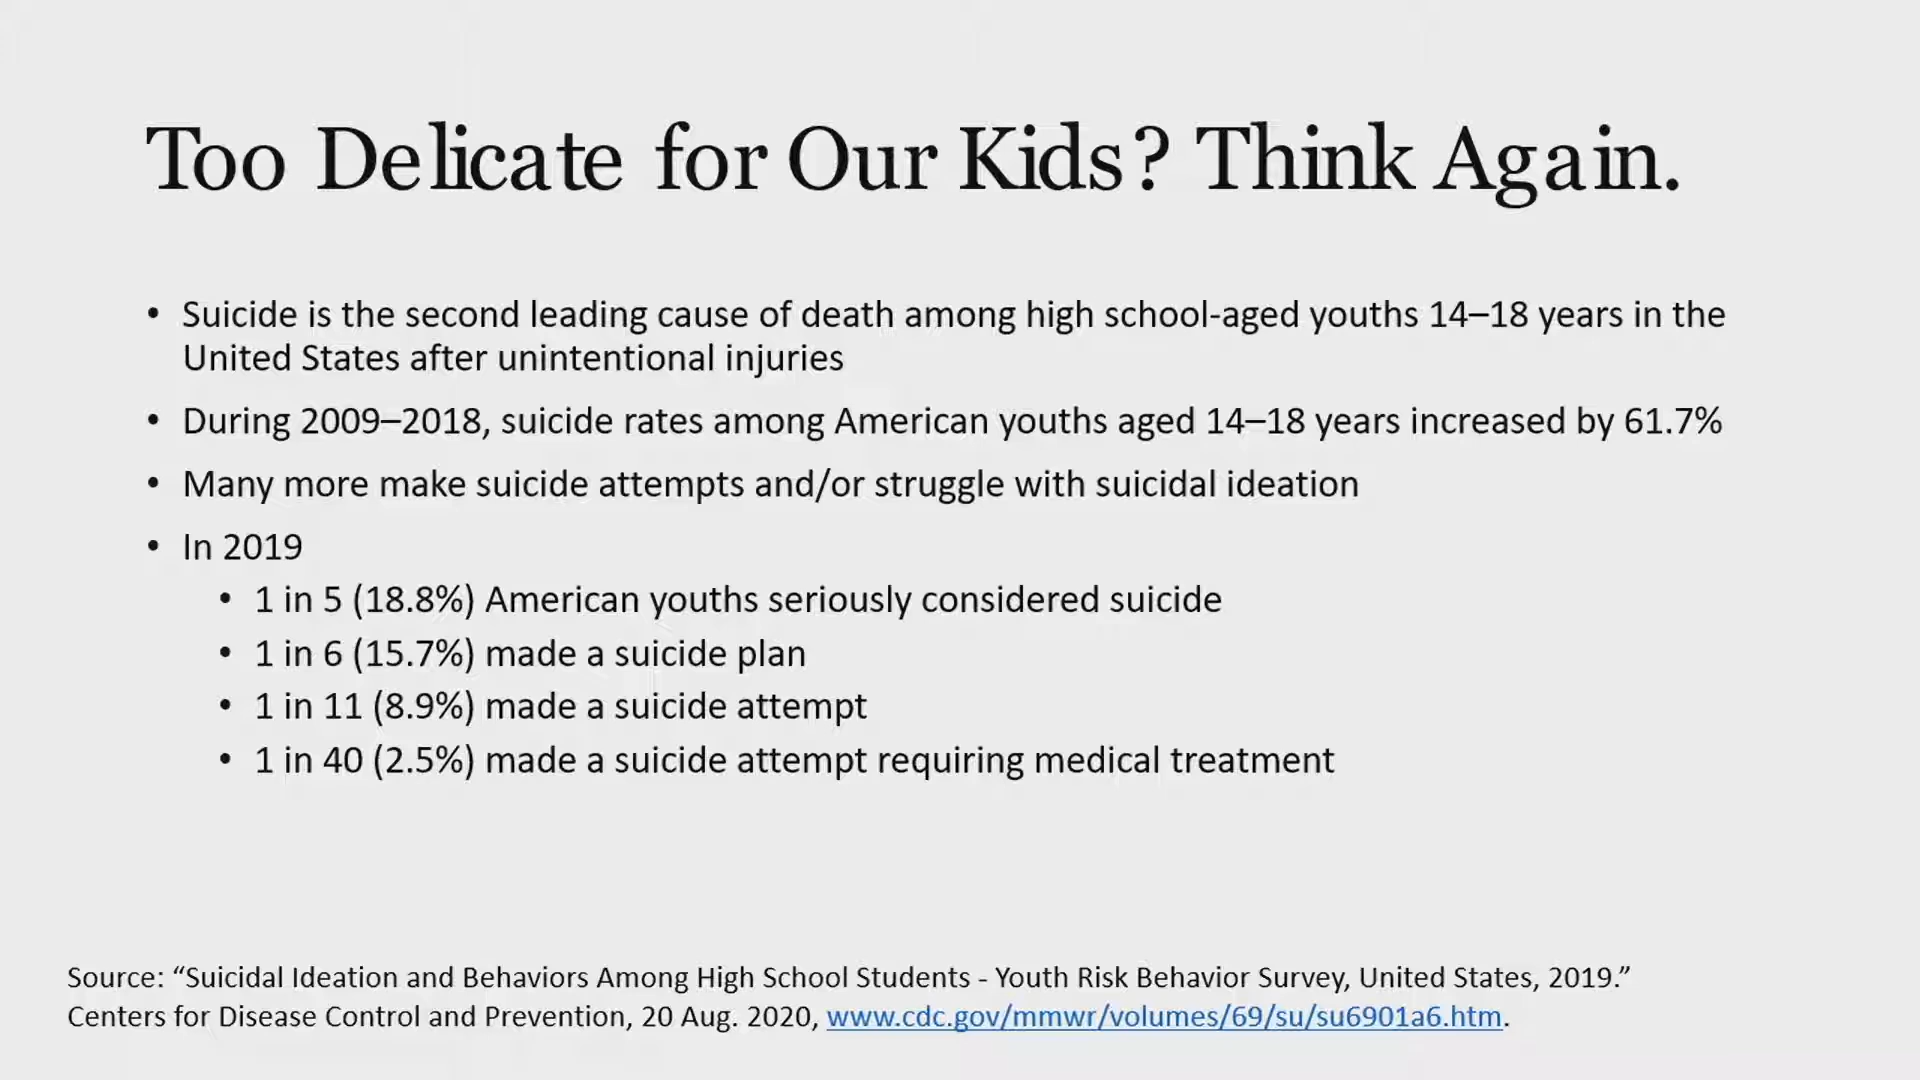 Too Delicate for Our Kids? Think Again.
• Suicide is the second leading cause of death among high school-aged youths 14–18 years in the
United States after unintentional injuries
• During 2009–2018, suicide rates among American youths aged 14–18 years increased by 61.7%
• Many more make suicide attempts and/or struggle with suicidal ideation
• In 2019
• 1 in 5 (18.8%) American youths seriously considered suicide
• 1 in 6 (15.7%) made a suicide plan
• 1 in 11 (8.9%) made a suicide attempt
• 1 in 40 (2.5%) made a suicide attempt requiring medical treatment
Source: “Suicidal Ideation and Behaviors Among High School Students - Youth Risk Behavior Survey, United States, 2019.”
Centers for Disease Control and Prevention, 20 Aug. 2020, www.cdc.gov/mmwr/volumes/69/su/su6901a6.htm.